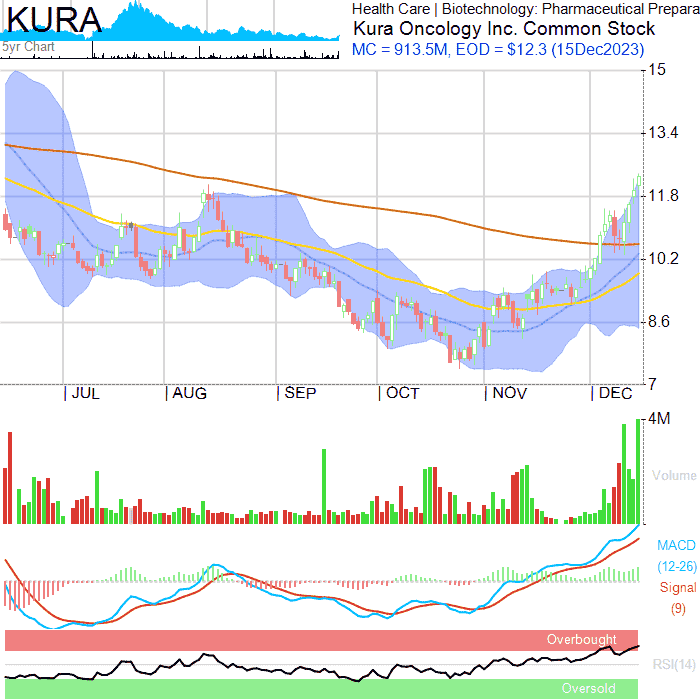 KURA
Health Care | Biotechnology: Pharmaceutical Prepara
Kura Oncology Inc. Common Stock
MC = 913.5M, EOD = $12.3 (15Dec2023)
5yr Chart
15
13.4
11.8
10.2
8.6
7
JUL AUG SEP OCT NOV DEC
4M
Volume
MACD
(12-26)
Signal
(9)
Overbought
RSI(14)
Oversold